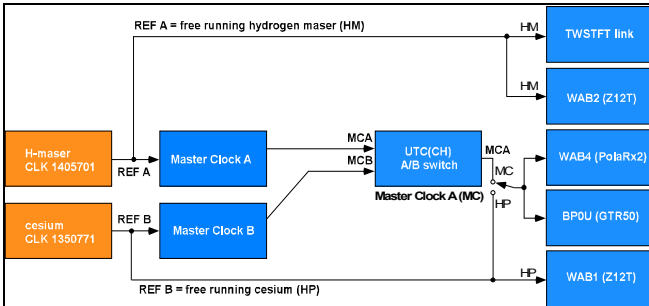 REF A = free running hydrogen maser (HM)
HM
TWSTFT link
HM
WAB2 (Z12T)
H-maser
CLK 1405701
REF A
Master Clock A
MCA
MCB
UTC(CH)
A/B switch
MCA
MC
HP
Master Clock A (MC)
WAB4 (PolaRx2)
BP0U (GTR50)
cesium
CLK 1350771
REF B
Master Clock B
REF B = free running cesium (HP)
HP
WAB1 (Z12T)